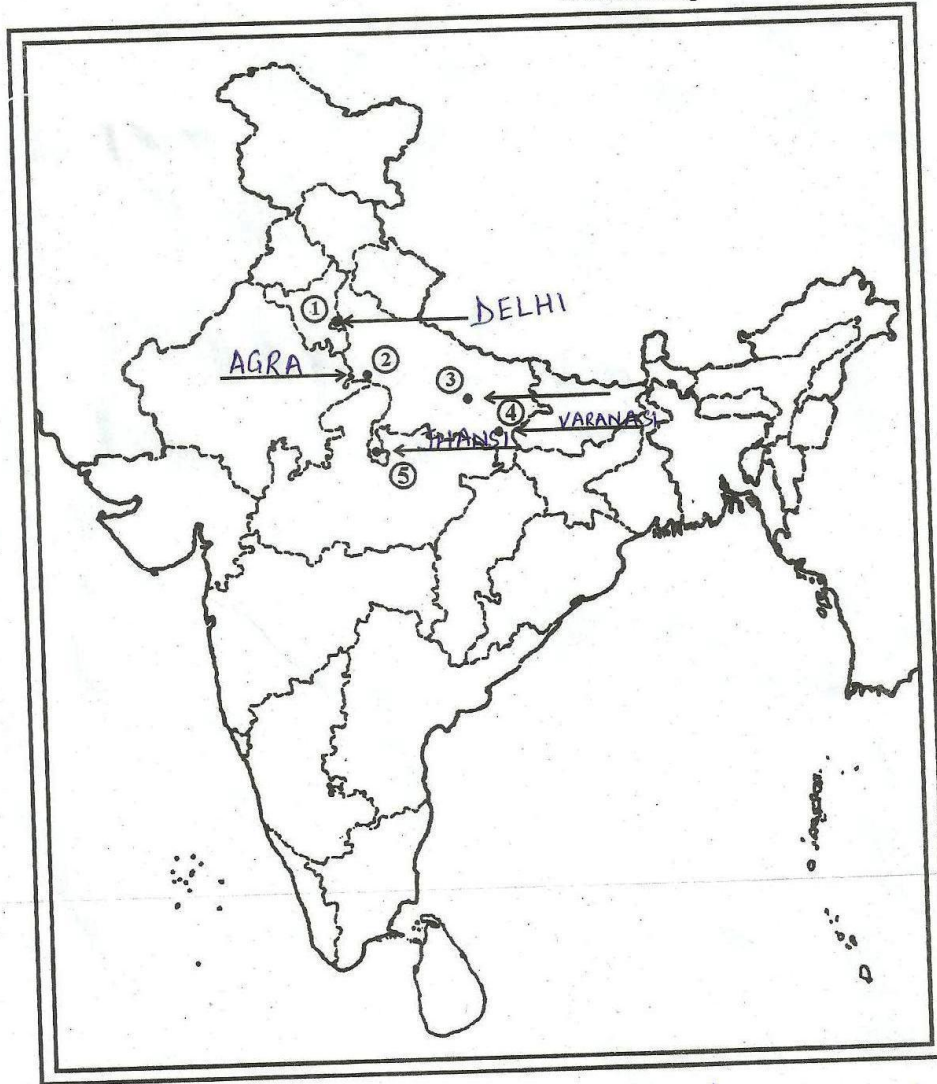 ① DELHI
AGRA ②
③
④ VARANASI
JHANSI
⑤